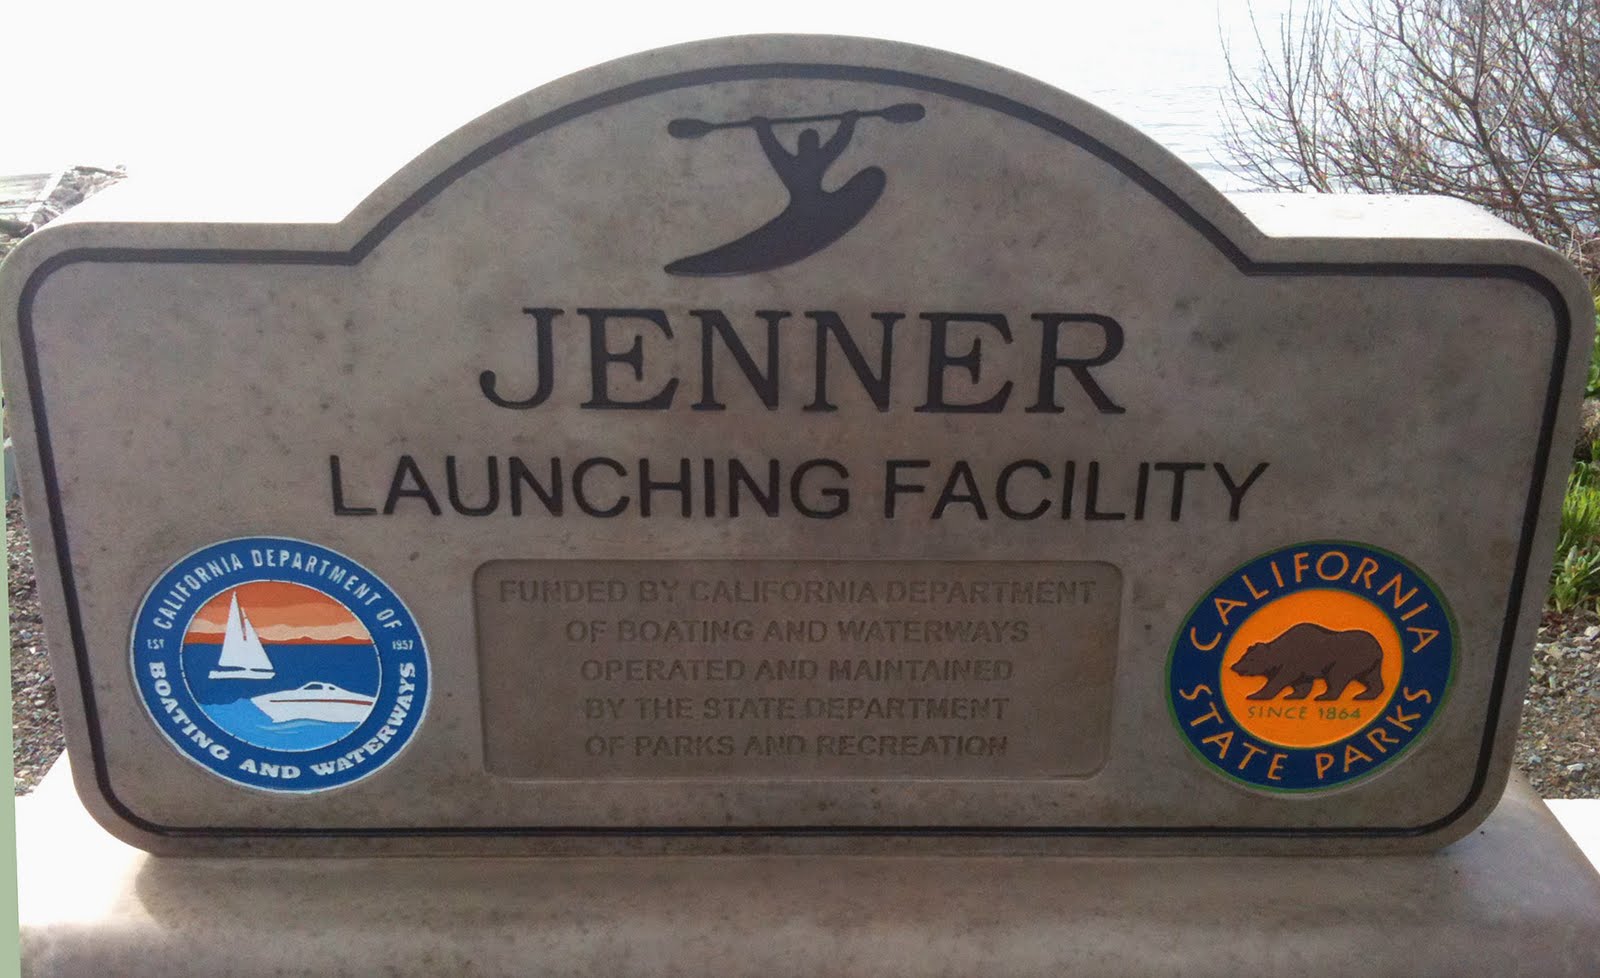 JENNER
LAUNCHING FACILITY
CALIFORNIA DEPARTMENT OF
EST 1957
BOATING AND WATERWAYS
FUNDED BY CALIFORNIA DEPARTMENT
OF BOATING AND WATERWAYS
OPERATED AND MAINTAINED
BY THE STATE DEPARTMENT
OF PARKS AND RECREATION
CALIFORNIA
SINCE 1864
STATE PARKS